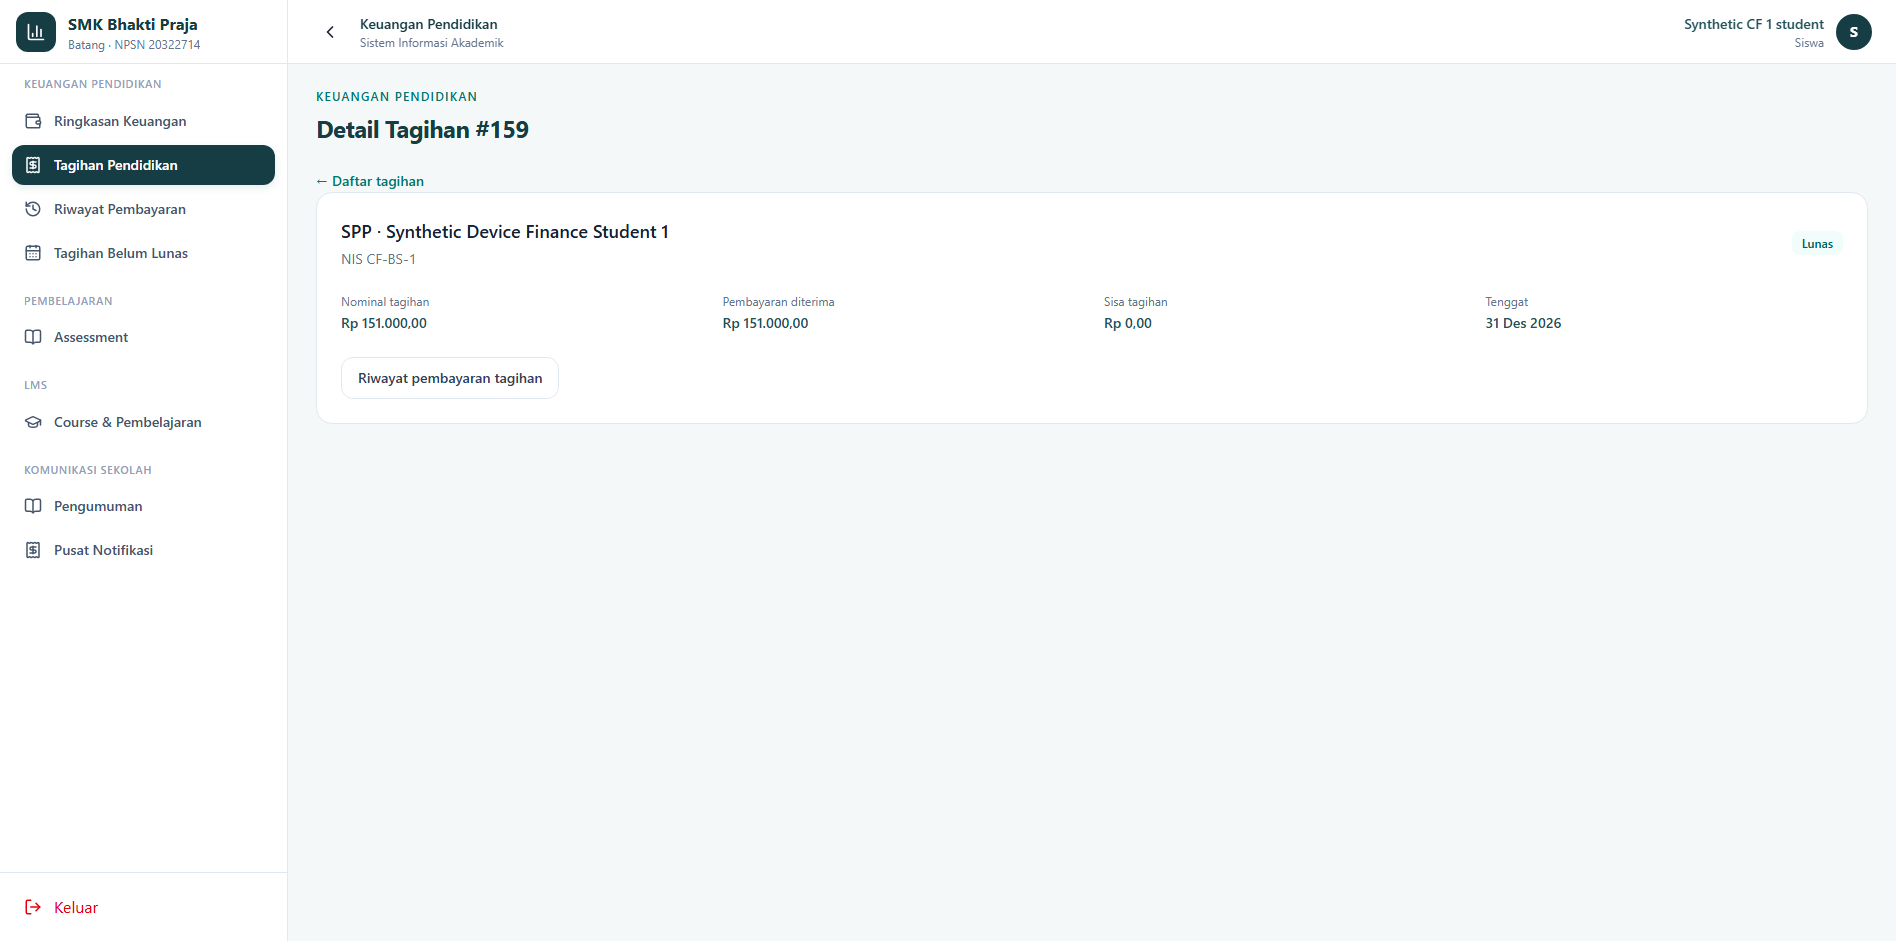 SMK Bhakti Praja
Batang · NPSN 20322714
KEUANGAN PENDIDIKAN
Ringkasan Keuangan
Tagihan Pendidikan
Riwayat Pembayaran
Tagihan Belum Lunas
PEMBELAJARAN
Assessment
LMS
Course & Pembelajaran
KOMUNIKASI SEKOLAH
Pengumuman
Pusat Notifikasi
Keluar
Keuangan Pendidikan
Sistem Informasi Akademik
Synthetic CF 1 student
Siswa
S
KEUANGAN PENDIDIKAN
Detail Tagihan #159
← Daftar tagihan
SPP · Synthetic Device Finance Student 1
NIS CF-BS-1
Lunas
Nominal tagihan
Rp 151.000,00
Pembayaran diterima
Rp 151.000,00
Sisa tagihan
Rp 0,00
Tenggat
31 Des 2026
Riwayat pembayaran tagihan